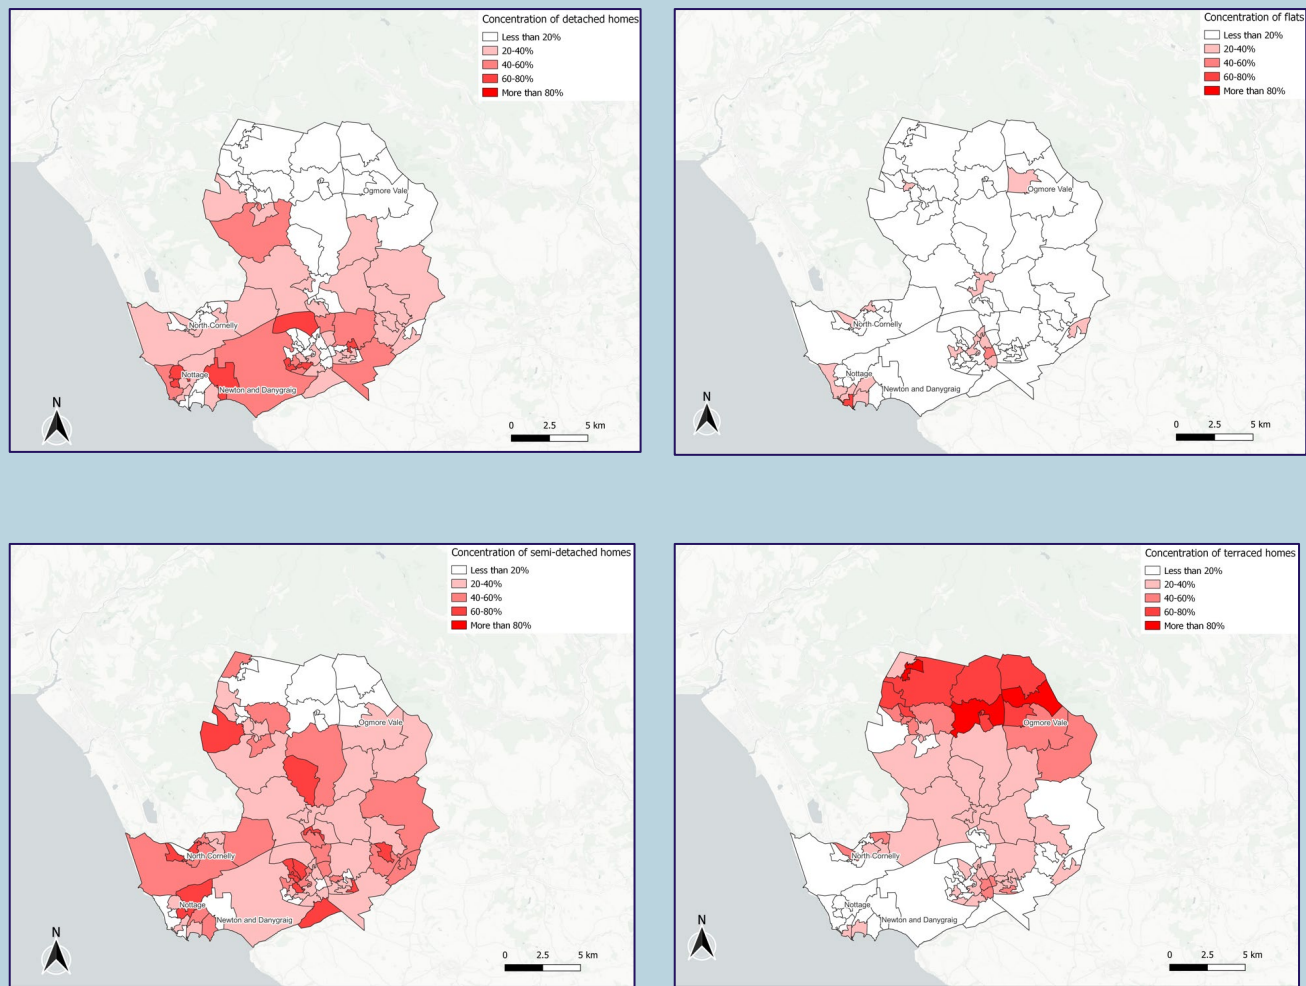 Concentration of detached homes
Less than 20%
20-40%
40-60%
60-80%
More than 80%
Ogmore Vale
North Cornelly
Nottage
Newton and Danygraig
N
0 2.5 5 km
Concentration of flats
Less than 20%
20-40%
40-60%
60-80%
More than 80%
Ogmore Vale
North Cornelly
Nottage
Newton and Danygraig
N
0 2.5 5 km
Concentration of semi-detached homes
Less than 20%
20-40%
40-60%
60-80%
More than 80%
Ogmore Vale
North Cornelly
Nottage
Newton and Danygraig
N
0 2.5 5 km
Concentration of terraced homes
Less than 20%
20-40%
40-60%
60-80%
More than 80%
Ogmore Vale
North Cornelly
Nottage
Newton and Danygraig
N
0 2.5 5 km